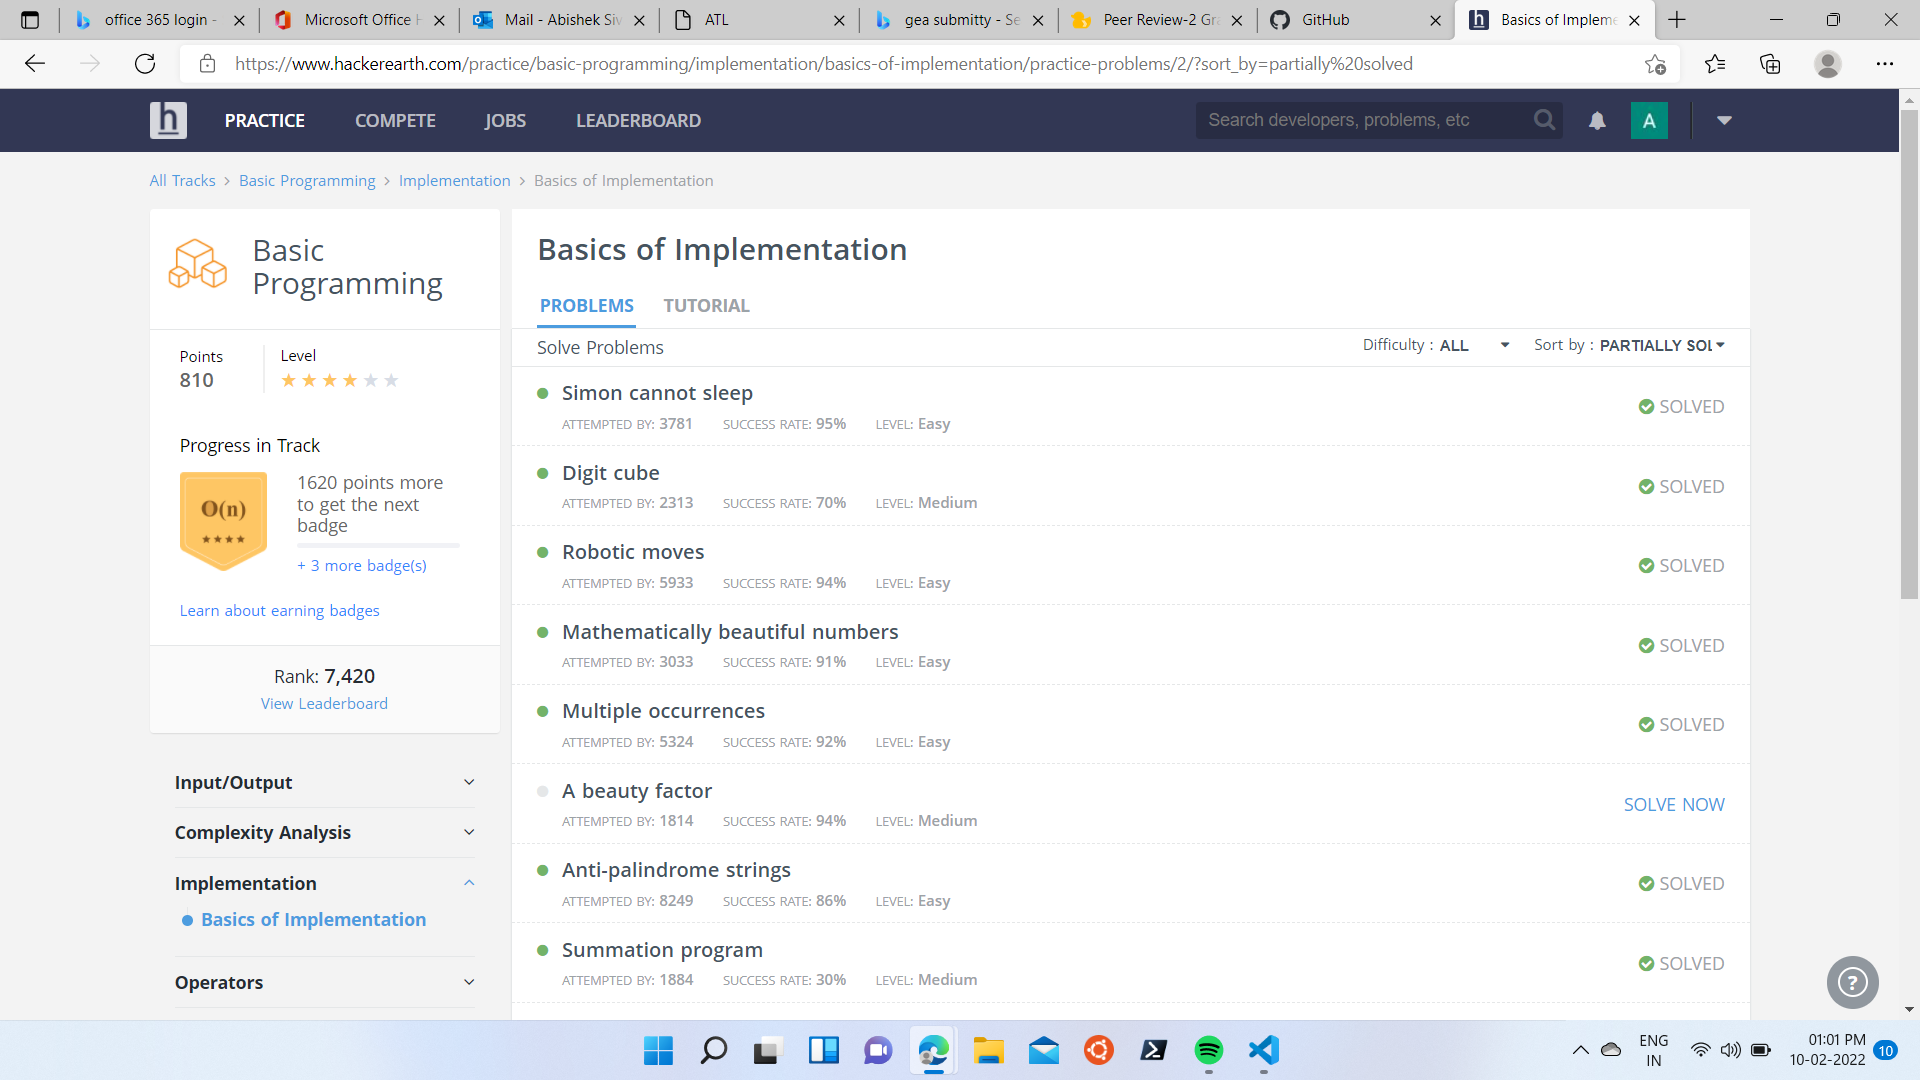 office 365 login -
Microsoft Office H
Mail - Abishek Siv
ATL
gea submitty - Se
Peer Review-2 Gra
GitHub
Basics of Impleme
https://www.hackerearth.com/practice/basic-programming/implementation/basics-of-implementation/practice-problems/2/?sort_by=partially%20solved
h PRACTICE COMPETE JOBS LEADERBOARD Search developers, problems, etc A
All Tracks > Basic Programming > Implementation > Basics of Implementation
Basic
Programming
Points
810
Level
Progress in Track
O(n)
1620 points more
to get the next
badge
+ 3 more badge(s)
Learn about earning badges
Rank: 7,420
View Leaderboard
Input/Output
Complexity Analysis
Implementation
Basics of Implementation
Operators
Basics of Implementation
PROBLEMS TUTORIAL
Solve Problems Difficulty : ALL Sort by : PARTIALLY SOL
Simon cannot sleep
ATTEMPTED BY: 3781 SUCCESS RATE: 95% LEVEL: Easy
SOLVED
Digit cube
ATTEMPTED BY: 2313 SUCCESS RATE: 70% LEVEL: Medium
SOLVED
Robotic moves
ATTEMPTED BY: 5933 SUCCESS RATE: 94% LEVEL: Easy
SOLVED
Mathematically beautiful numbers
ATTEMPTED BY: 3033 SUCCESS RATE: 91% LEVEL: Easy
SOLVED
Multiple occurrences
ATTEMPTED BY: 5324 SUCCESS RATE: 92% LEVEL: Easy
SOLVED
A beauty factor
ATTEMPTED BY: 1814 SUCCESS RATE: 94% LEVEL: Medium
SOLVE NOW
Anti-palindrome strings
ATTEMPTED BY: 8249 SUCCESS RATE: 86% LEVEL: Easy
SOLVED
Summation program
ATTEMPTED BY: 1884 SUCCESS RATE: 30% LEVEL: Medium
SOLVED
?
ENG
IN
01:01 PM
10-02-2022
10